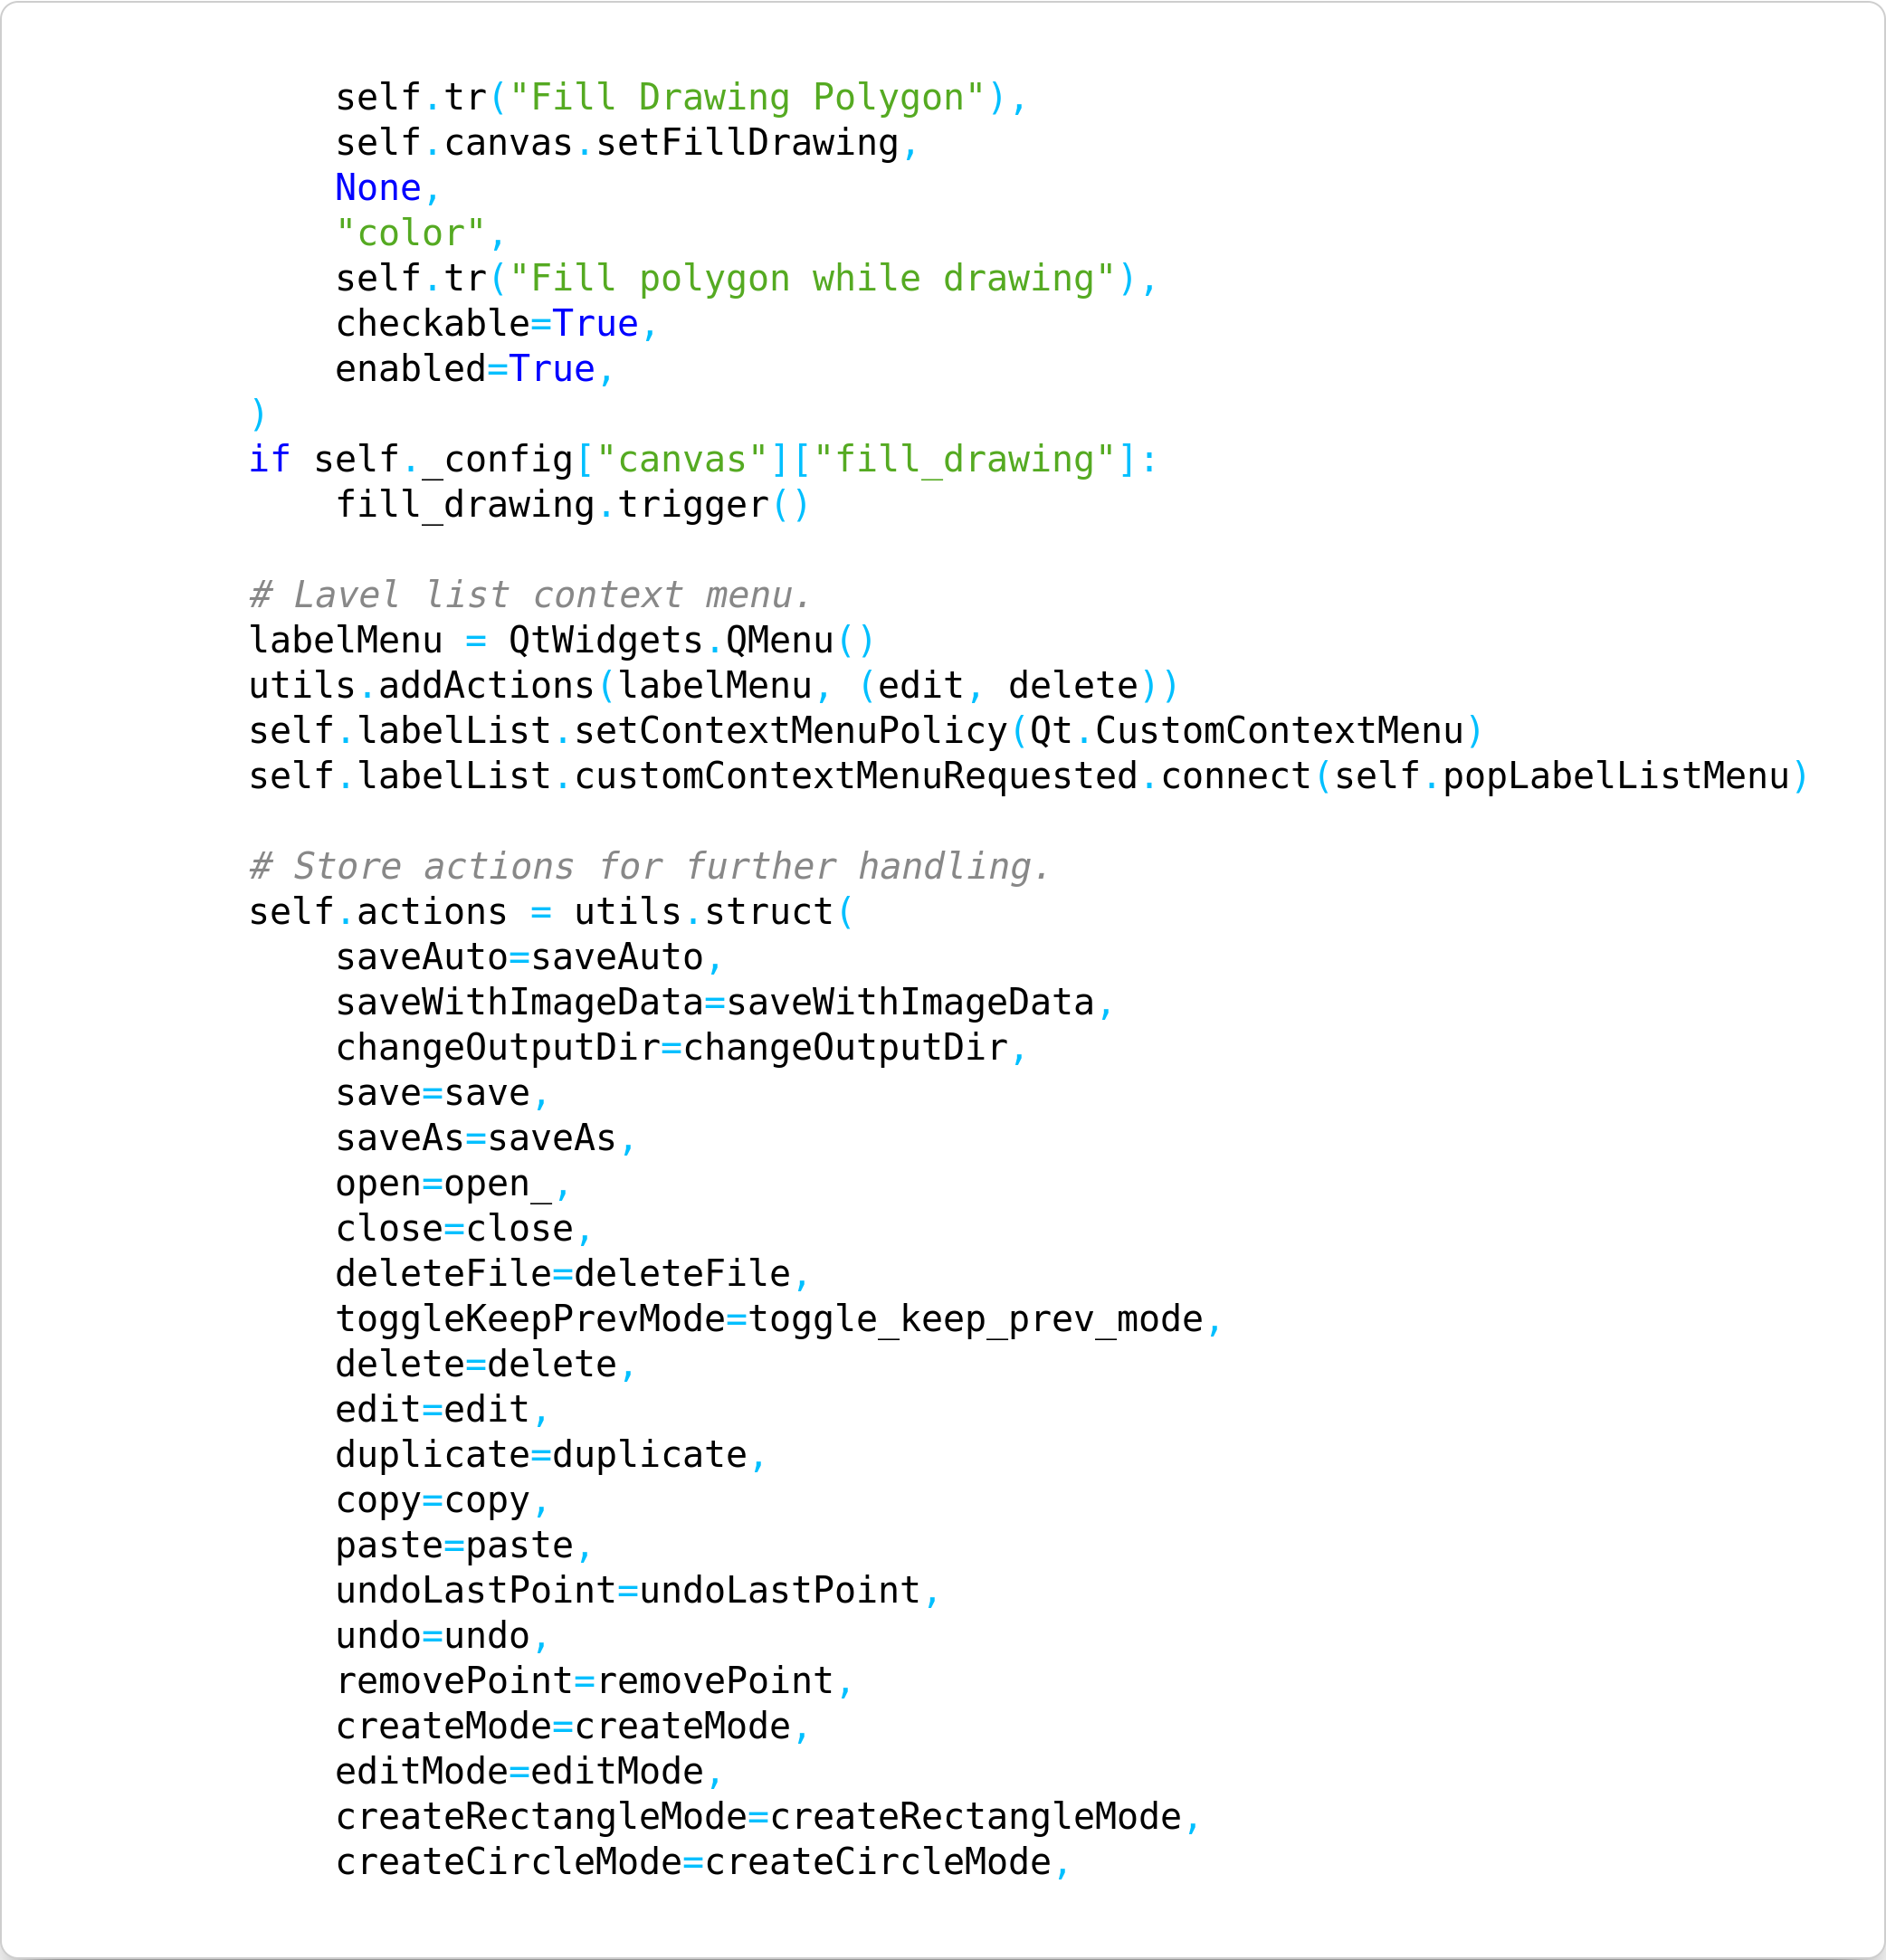 self.tr("Fill Drawing Polygon"),
            self.canvas.setFillDrawing,
            None,
            "color",
            self.tr("Fill polygon while drawing"),
            checkable=True,
            enabled=True,
        )
        if self._config["canvas"]["fill_drawing"]:
            fill_drawing.trigger()

        # Lavel list context menu.
        labelMenu = QtWidgets.QMenu()
        utils.addActions(labelMenu, (edit, delete))
        self.labelList.setContextMenuPolicy(Qt.CustomContextMenu)
        self.labelList.customContextMenuRequested.connect(self.popLabelListMenu)

        # Store actions for further handling.
        self.actions = utils.struct(
            saveAuto=saveAuto,
            saveWithImageData=saveWithImageData,
            changeOutputDir=changeOutputDir,
            save=save,
            saveAs=saveAs,
            open=open_,
            close=close,
            deleteFile=deleteFile,
            toggleKeepPrevMode=toggle_keep_prev_mode,
            delete=delete,
            edit=edit,
            duplicate=duplicate,
            copy=copy,
            paste=paste,
            undoLastPoint=undoLastPoint,
            undo=undo,
            removePoint=removePoint,
            createMode=createMode,
            editMode=editMode,
            createRectangleMode=createRectangleMode,
            createCircleMode=createCircleMode,